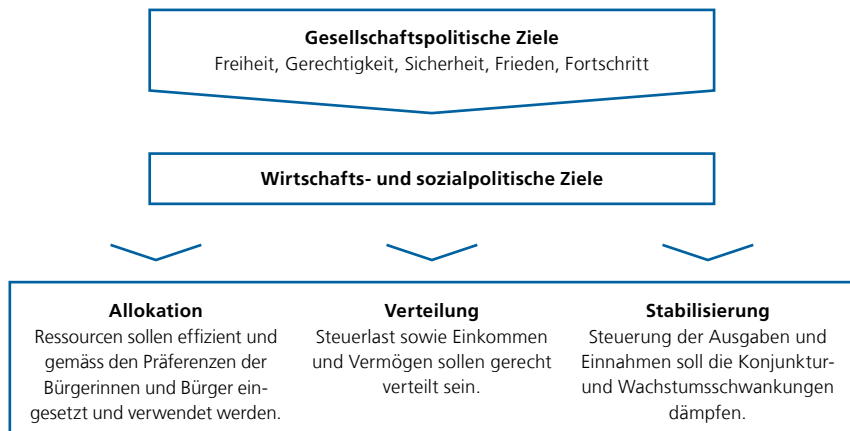 Gesellschaftspolitische Ziele
Freiheit, Gerechtigkeit, Sicherheit, Frieden, Fortschritt
Wirtschafts- und sozialpolitische Ziele
Allokation
Ressourcen sollen effizient und
gemäss den Präferenzen der
Bürgerinnen und Bürger ein-
gesetzt und verwendet werden.
Verteilung
Steuerlast sowie Einkommen
und Vermögen sollen gerecht
verteilt sein.
Stabilisierung
Steuerung der Ausgaben und
Einnahmen soll die Konjunktur-
und Wachstumsschwankungen
dämpfen.